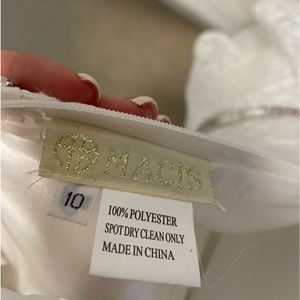 MACIS
10
100% POLYESTER
SPOT DRY CLEAN ONLY
MADE IN CHINA